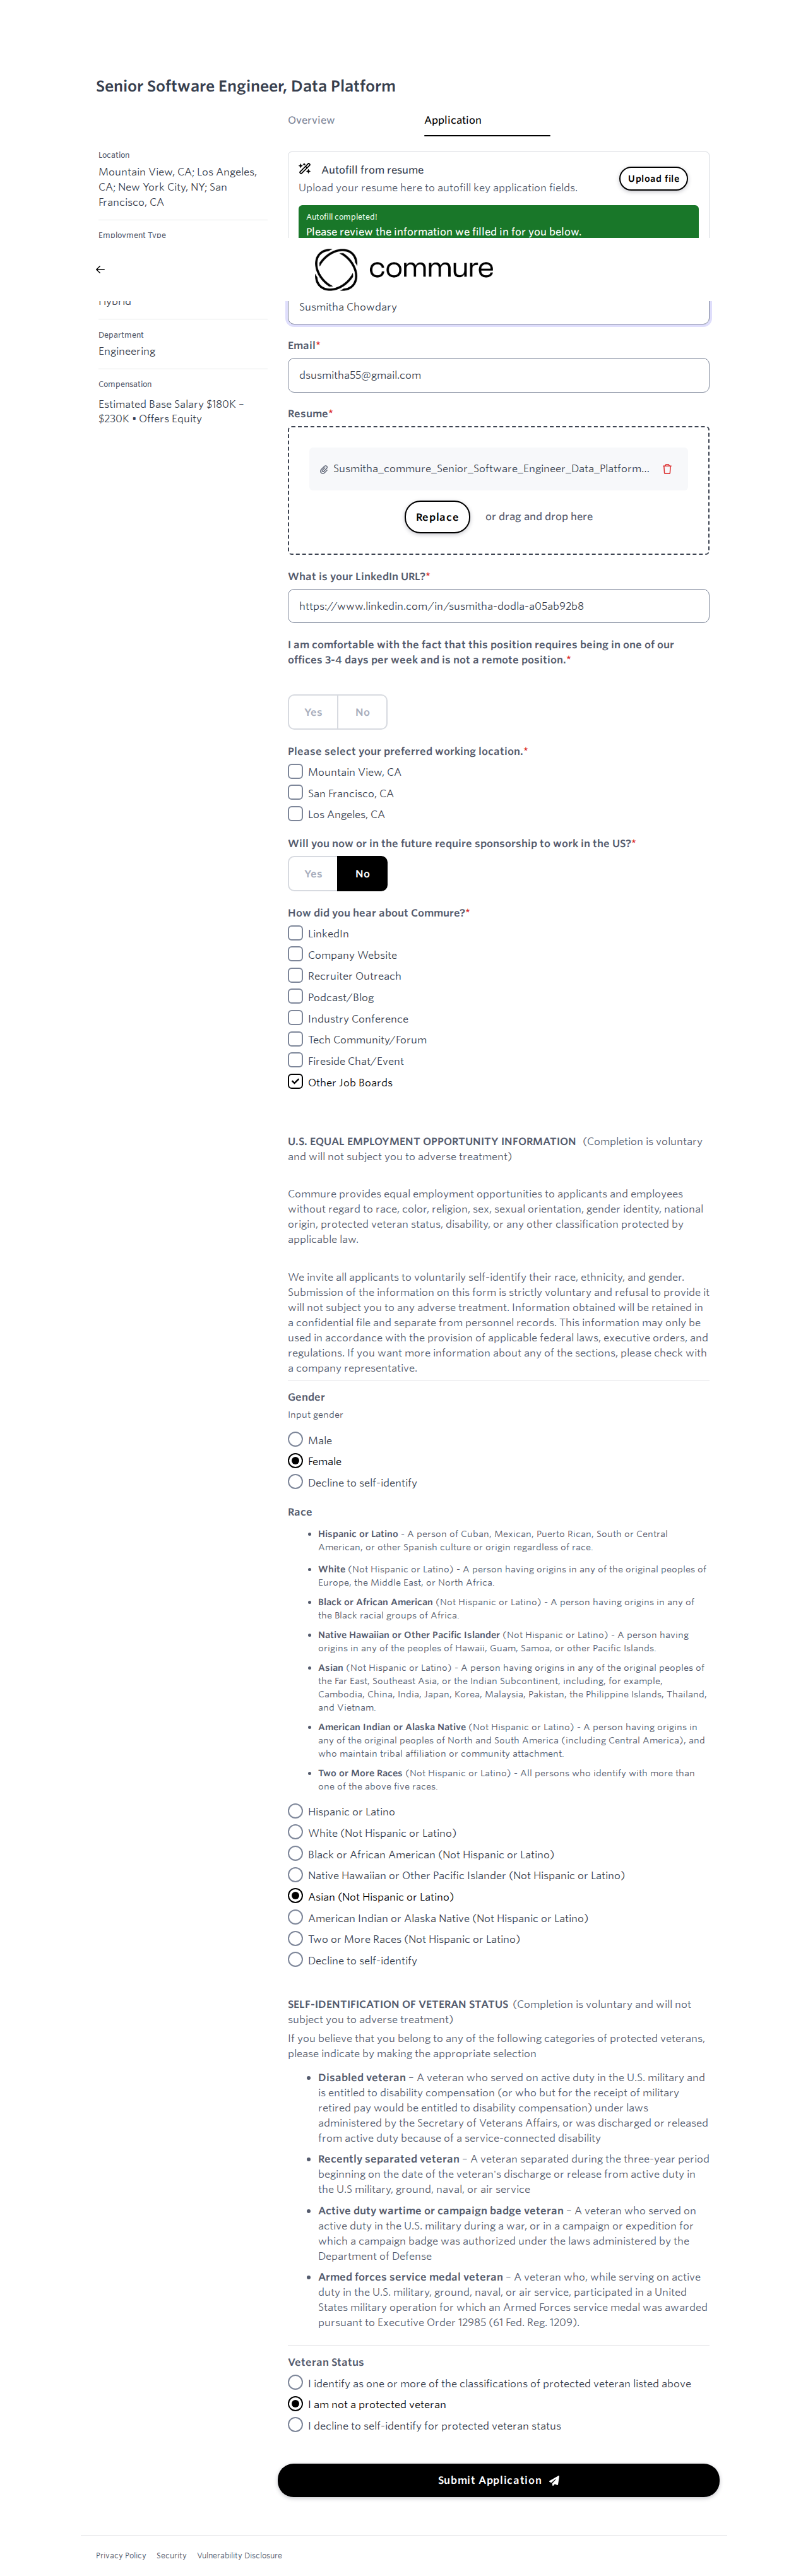 Senior Software Engineer, Data Platform
Overview
Application
Location
Mountain View, CA; Los Angeles,
CA; New York City, NY; San
Francisco, CA
Employment Type
Autofill from resume
Upload your resume here to autofill key application fields.
Upload file
Autofill completed!
Please review the information we filled in for you below.
commure
Hybrid
Department
Engineering
Compensation
Estimated Base Salary $180K –
$230K • Offers Equity
Susmitha Chowdary
Email*
dsusmitha55@gmail.com
Resume*
Susmitha_commure_Senior_Software_Engineer_Data_Platform...
Replace
or drag and drop here
What is your LinkedIn URL?*
https://www.linkedin.com/in/susmitha-dodla-a05ab92b8
I am comfortable with the fact that this position requires being in one of our
offices 3-4 days per week and is not a remote position.*
Yes
No
Please select your preferred working location.*
Mountain View, CA
San Francisco, CA
Los Angeles, CA
Will you now or in the future require sponsorship to work in the US?*
Yes
No
How did you hear about Commure?*
LinkedIn
Company Website
Recruiter Outreach
Podcast/Blog
Industry Conference
Tech Community/Forum
Fireside Chat/Event
Other Job Boards
U.S. EQUAL EMPLOYMENT OPPORTUNITY INFORMATION (Completion is voluntary
and will not subject you to adverse treatment)
Commure provides equal employment opportunities to applicants and employees
without regard to race, color, religion, sex, sexual orientation, gender identity, national
origin, protected veteran status, disability, or any other classification protected by
applicable law.
We invite all applicants to voluntarily self-identify their race, ethnicity, and gender.
Submission of the information on this form is strictly voluntary and refusal to provide it
will not subject you to any adverse treatment. Information obtained will be retained in
a confidential file and separate from personnel records. This information may only be
used in accordance with the provision of applicable federal laws, executive orders, and
regulations. If you want more information about any of the sections, please check with
a company representative.
Gender
Input gender
Male
Female
Decline to self-identify
Race
• Hispanic or Latino - A person of Cuban, Mexican, Puerto Rican, South or Central
American, or other Spanish culture or origin regardless of race.
• White (Not Hispanic or Latino) - A person having origins in any of the original peoples of
Europe, the Middle East, or North Africa.
• Black or African American (Not Hispanic or Latino) - A person having origins in any of
the Black racial groups of Africa.
• Native Hawaiian or Other Pacific Islander (Not Hispanic or Latino) - A person having
origins in any of the peoples of Hawaii, Guam, Samoa, or other Pacific Islands.
• Asian (Not Hispanic or Latino) - A person having origins in any of the original peoples of
the Far East, Southeast Asia, or the Indian Subcontinent, including, for example,
Cambodia, China, India, Japan, Korea, Malaysia, Pakistan, the Philippine Islands, Thailand,
and Vietnam.
• American Indian or Alaska Native (Not Hispanic or Latino) - A person having origins in
any of the original peoples of North and South America (including Central America), and
who maintain tribal affiliation or community attachment.
• Two or More Races (Not Hispanic or Latino) - All persons who identify with more than
one of the above five races.
Hispanic or Latino
White (Not Hispanic or Latino)
Black or African American (Not Hispanic or Latino)
Native Hawaiian or Other Pacific Islander (Not Hispanic or Latino)
Asian (Not Hispanic or Latino)
American Indian or Alaska Native (Not Hispanic or Latino)
Two or More Races (Not Hispanic or Latino)
Decline to self-identify
SELF-IDENTIFICATION OF VETERAN STATUS (Completion is voluntary and will not
subject you to adverse treatment)
If you believe that you belong to any of the following categories of protected veterans,
please indicate by making the appropriate selection
• Disabled veteran – A veteran who served on active duty in the U.S. military and
is entitled to disability compensation (or who but for the receipt of military
retired pay would be entitled to disability compensation) under laws
administered by the Secretary of Veterans Affairs, or was discharged or released
from active duty because of a service-connected disability
• Recently separated veteran – A veteran separated during the three-year period
beginning on the date of the veteran's discharge or release from active duty in
the U.S military, ground, naval, or air service
• Active duty wartime or campaign badge veteran – A veteran who served on
active duty in the U.S. military during a war, or in a campaign or expedition for
which a campaign badge was authorized under the laws administered by the
Department of Defense
• Armed forces service medal veteran – A veteran who, while serving on active
duty in the U.S. military, ground, naval, or air service, participated in a United
States military operation for which an Armed Forces service medal was awarded
pursuant to Executive Order 12985 (61 Fed. Reg. 1209).
Veteran Status
I identify as one or more of the classifications of protected veteran listed above
I am not a protected veteran
I decline to self-identify for protected veteran status
Submit Application
Privacy Policy
Security
Vulnerability Disclosure